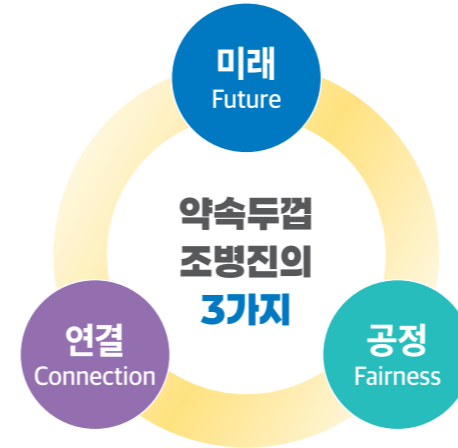 미래
Future
약속두껍
조병진의
3가지
연결
Connection
공정
Fairness